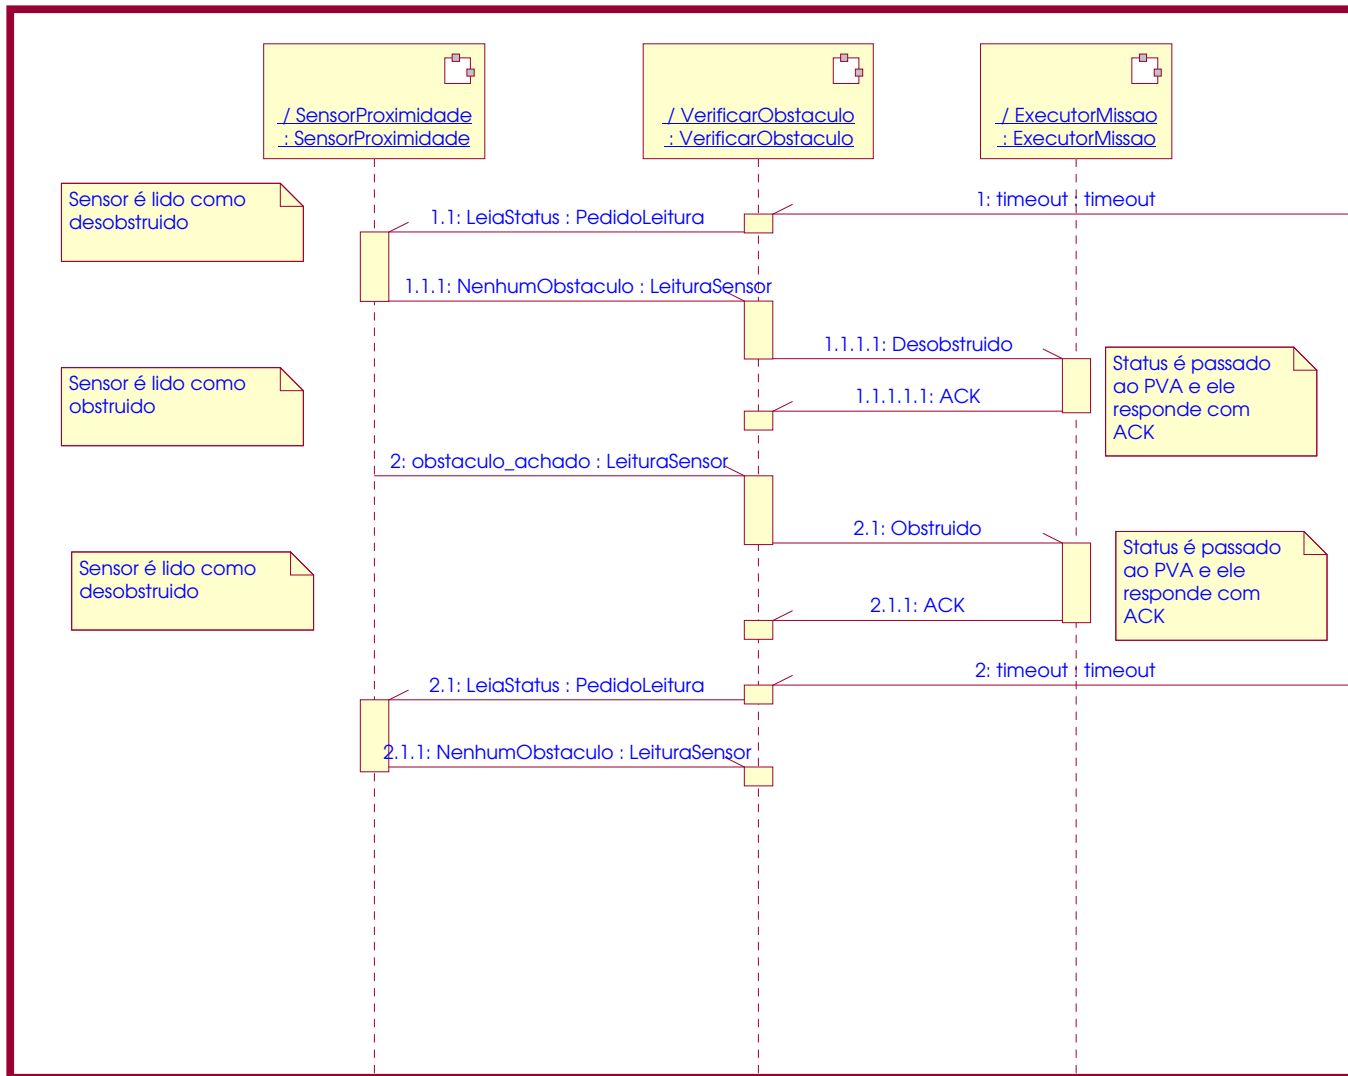 / SensorProximidade
: SensorProximidade
/ VerificarObstaculo
: VerificarObstaculo
/ ExecutorMissao
: ExecutorMissao
Sensor é lido como
desobstruido
1: timeout : timeout
1.1: LeiaStatus : PedidoLeitura
1.1.1: NenhumObstaculo : LeituraSensor
1.1.1.1: Desobstruido
Status é passado
ao PVA e ele
responde com
ACK
Sensor é lido como
obstruido
1.1.1.1.1: ACK
2: obstaculo_achado : LeituraSensor
2.1: Obstruido
Status é passado
ao PVA e ele
responde com
ACK
Sensor é lido como
desobstruido
2.1.1: ACK
2: timeout : timeout
2.1: LeiaStatus : PedidoLeitura
2.1.1: NenhumObstaculo : LeituraSensor